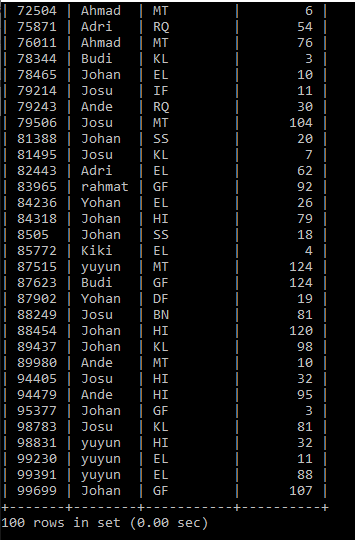 | 72504 | Ahmad  | MT         |          6 |
| 75871 | Adri   | RQ         |         54 |
| 76011 | Ahmad  | MT         |         76 |
| 78344 | Budi   | KL         |          3 |
| 78465 | Johan  | EL         |         10 |
| 79214 | Josu   | IF         |         11 |
| 79243 | Ande   | RQ         |         30 |
| 79506 | Josu   | MT         |        104 |
| 81388 | Johan  | SS         |         20 |
| 81495 | Josu   | KL         |          7 |
| 82443 | Adri   | EL         |         62 |
| 83965 | rahmat | GF         |         92 |
| 84236 | Yohan  | EL         |         26 |
| 84318 | Johan  | HI         |         79 |
| 8505  | Johan  | SS         |         18 |
| 85772 | Kiki   | EL         |          4 |
| 87515 | yuyun  | MT         |        124 |
| 87623 | Budi   | GF         |        124 |
| 87902 | Yohan  | DF         |         19 |
| 88249 | Josu   | BN         |         81 |
| 88454 | Johan  | HI         |        120 |
| 89437 | Johan  | KL         |         98 |
| 89980 | Ande   | MT         |         10 |
| 94405 | Josu   | HI         |         32 |
| 94479 | Ande   | HI         |         95 |
| 95377 | Johan  | GF         |          3 |
| 98783 | Josu   | KL         |         81 |
| 98831 | yuyun  | HI         |         32 |
| 99230 | yuyun  | EL         |         11 |
| 99391 | yuyun  | EL         |         88 |
| 99699 | Johan  | GF         |        107 |
+-------+--------+------------+------------+
100 rows in set (0.00 sec)